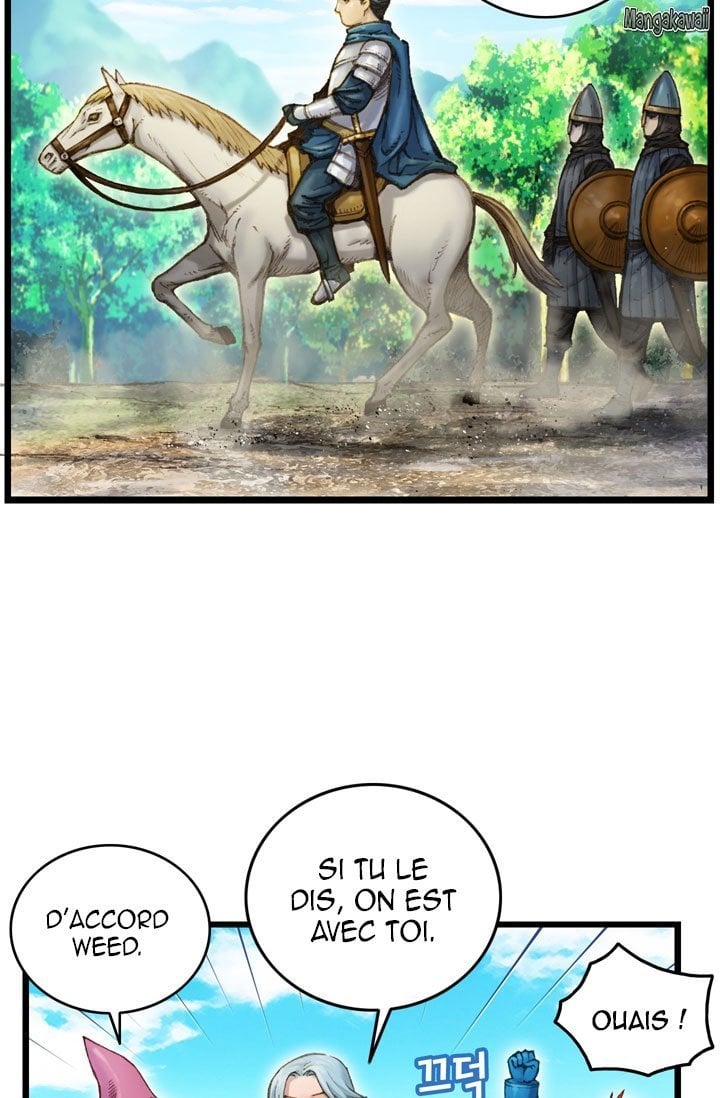 Mangakawaii
D'ACCORD
WEED.
SI TU LE
DIS, ON EST
AVEC TOI.
OUAIS !
끄덕